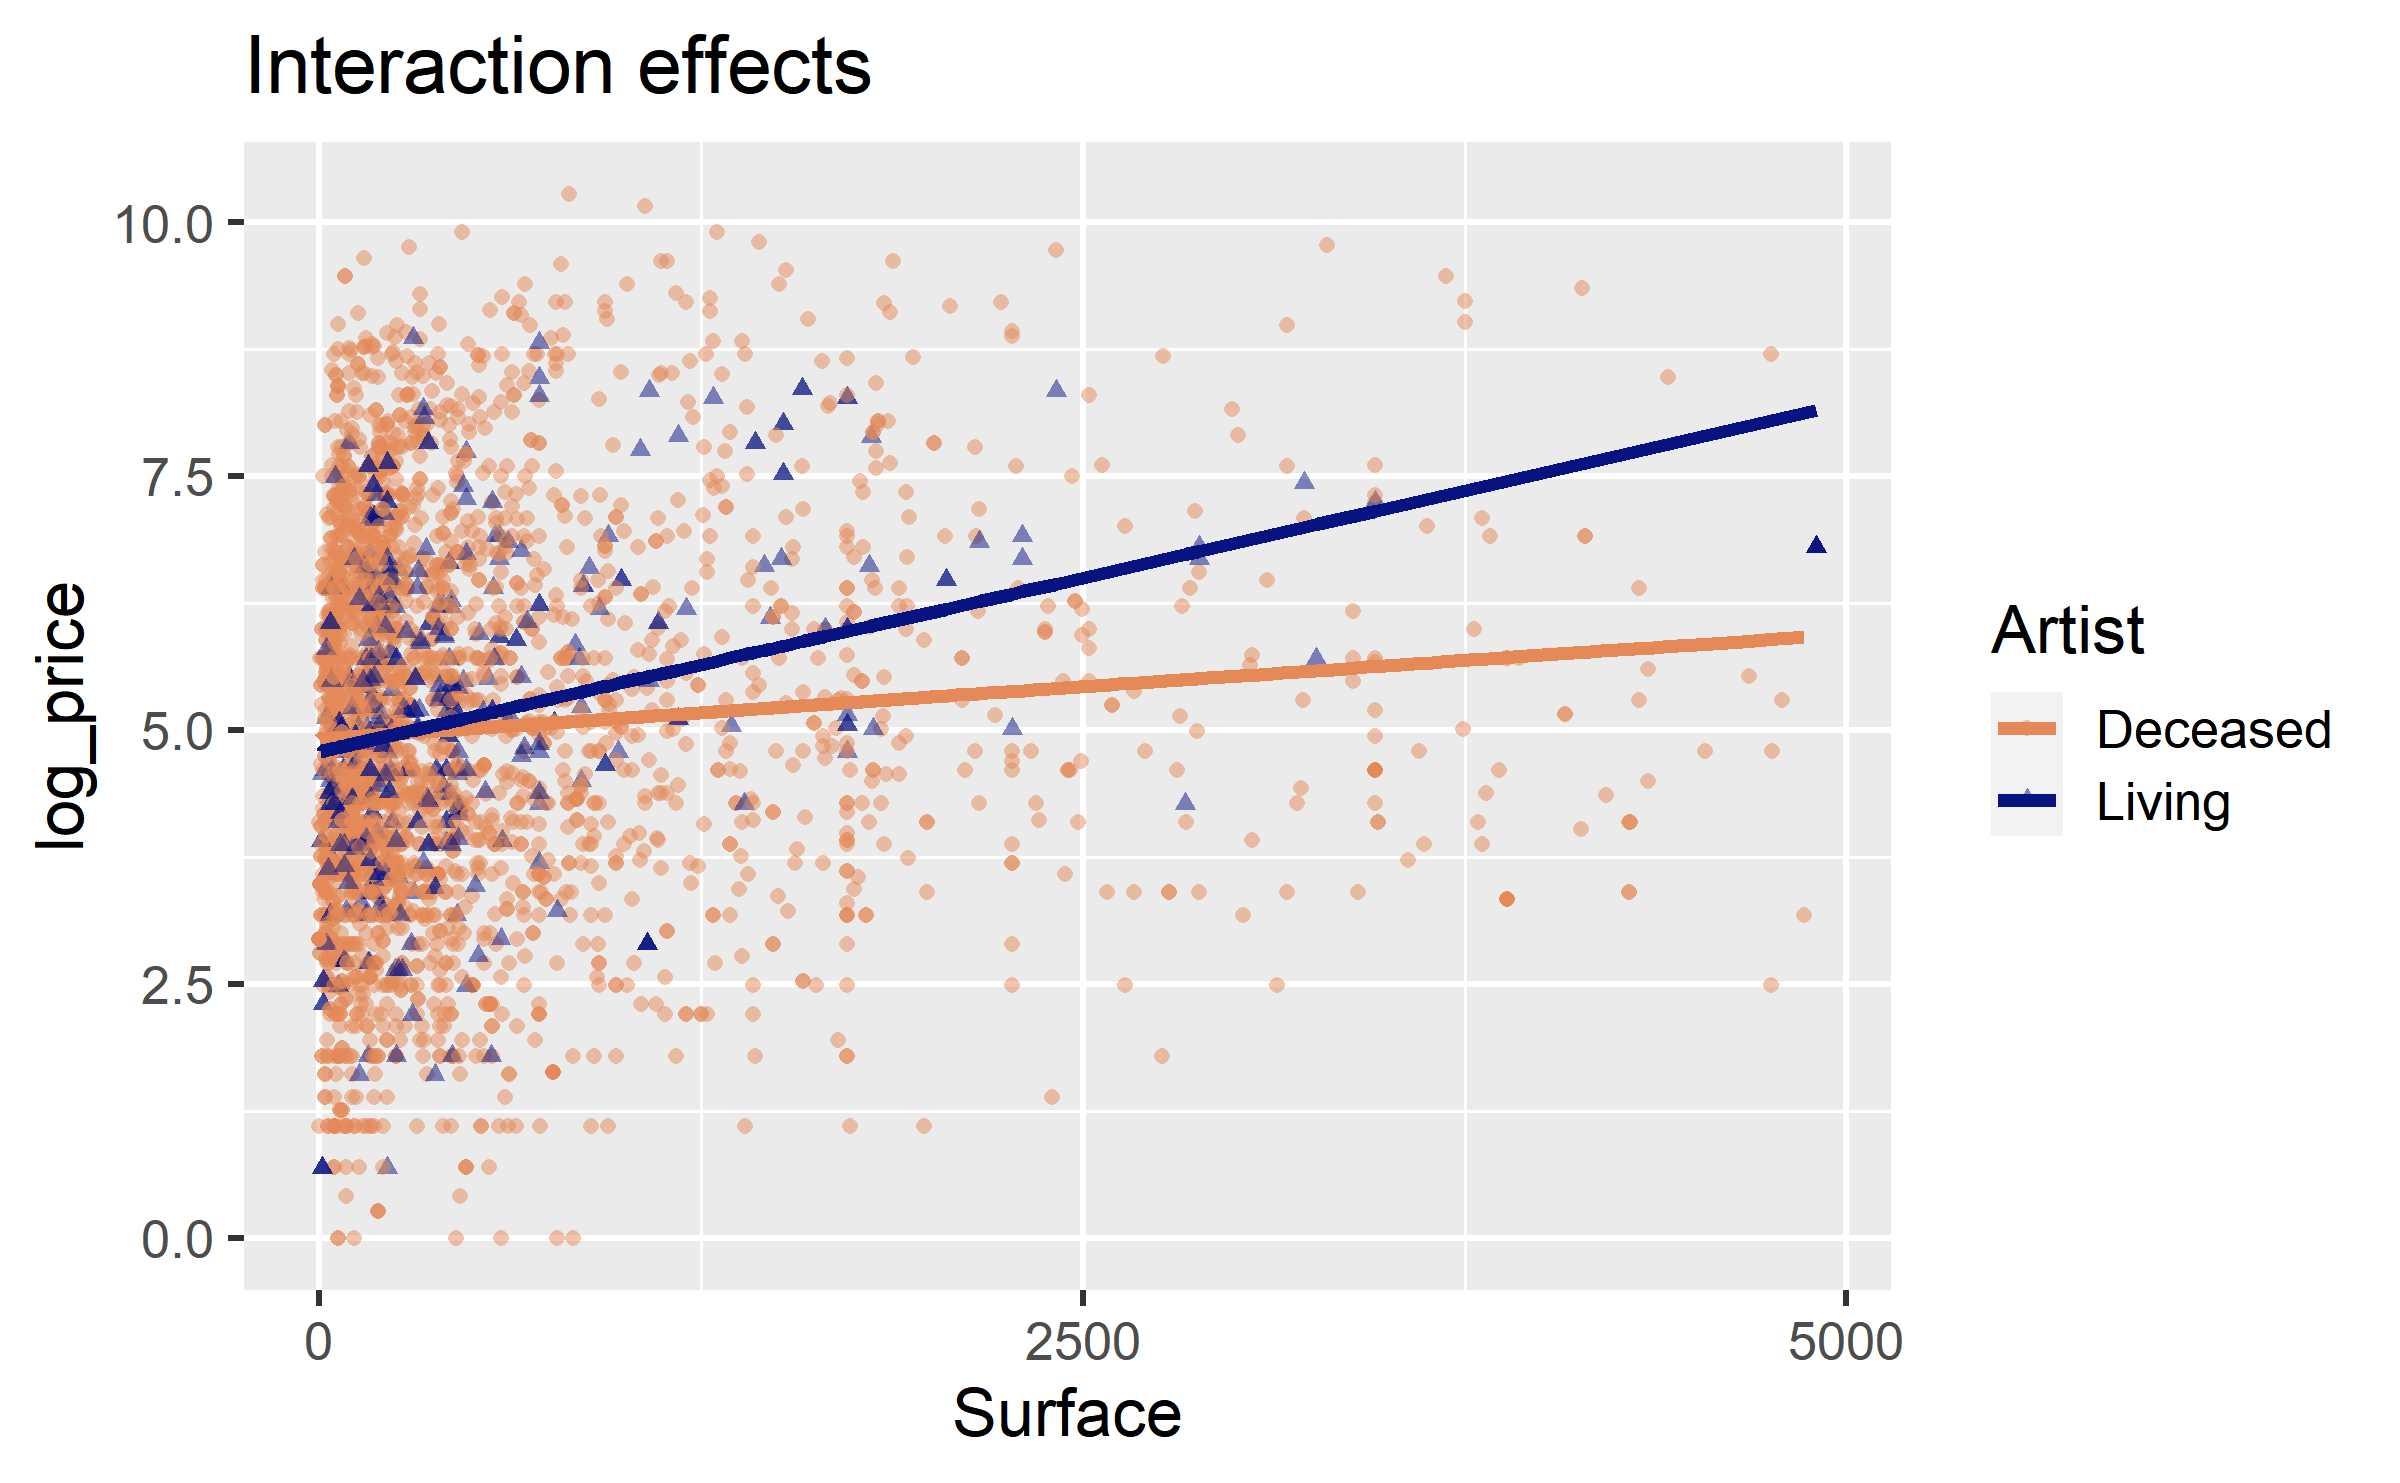 Interaction effects
10.0
7.5
5.0
2.5
0.0
log_price
0
2500
5000
Surface
Artist
Deceased
Living